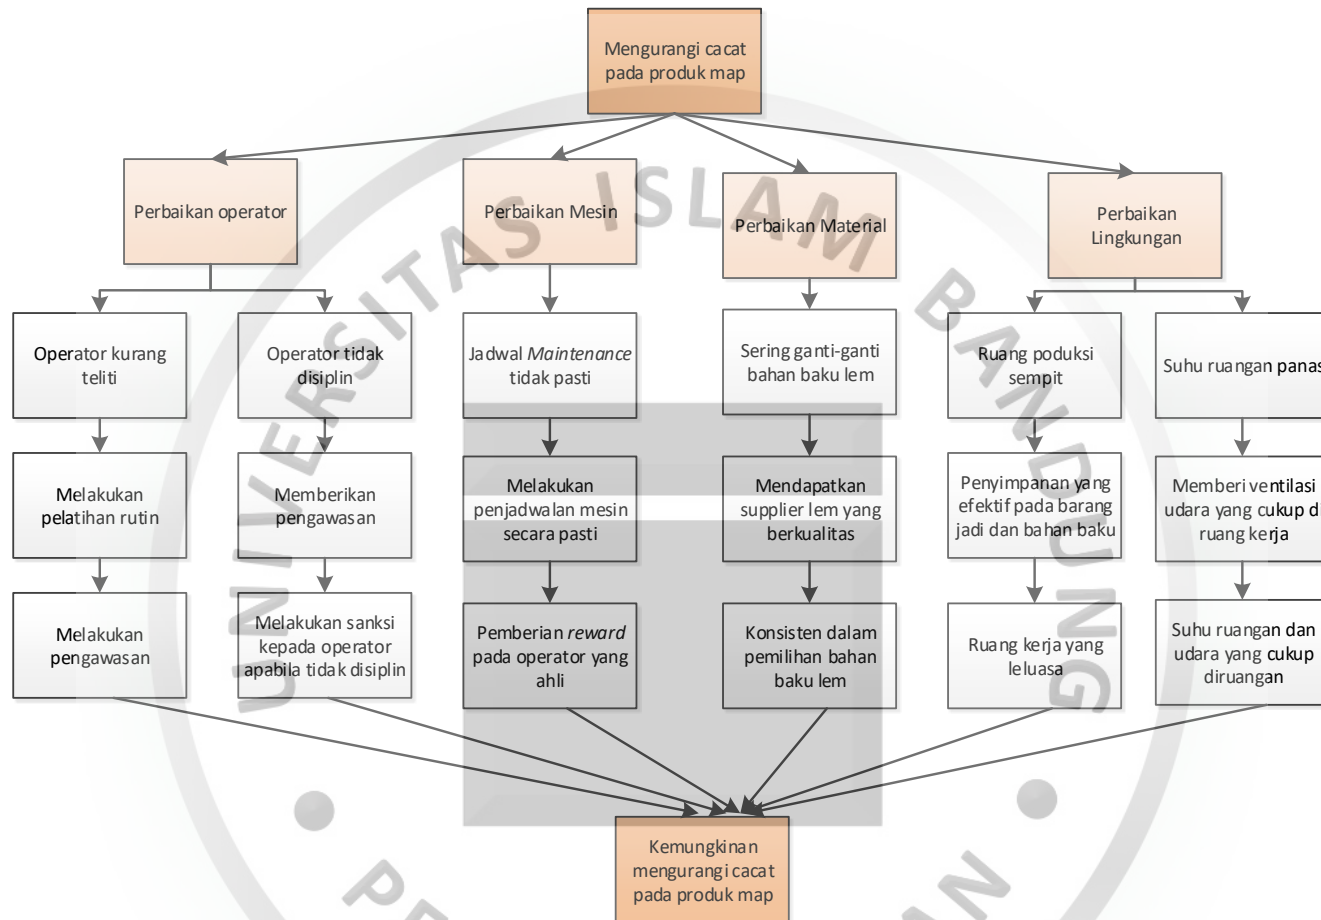 Mengurangi cacat
pada produk map
Perbaikan operator
Perbaikan Mesin
Perbaikan Material
Perbaikan
Lingkungan
Operator kurang
teliti
Operator tidak
disiplin
Jadwal Maintenance
tidak pasti
Sering ganti-ganti
bahan baku lem
Ruang poduksi
sempit
Suhu ruangan panas
Melakukan
pelatihan rutin
Memberikan
pengawasan
Melakukan
penjadwalan mesin
secara pasti
Mendapatkan
supplier lem yang
berkualitas
Penyimpanan yang
efektif pada barang
jadi dan bahan baku
Memberi ventilasi
udara yang cukup di
ruang kerja
Melakukan
pengawasan
Melakukan sanksi
kepada operator
apabila tidak disiplin
Pemberian reward
pada operator yang
ahli
Konsisten dalam
pemilihan bahan
baku lem
Ruang kerja yang
leluasa
Suhu ruangan dan
udara yang cukup
diruangan
Kemungkinan
mengurangi cacat
pada produk map
UNIVERSITAS ISLAM BANDUNG